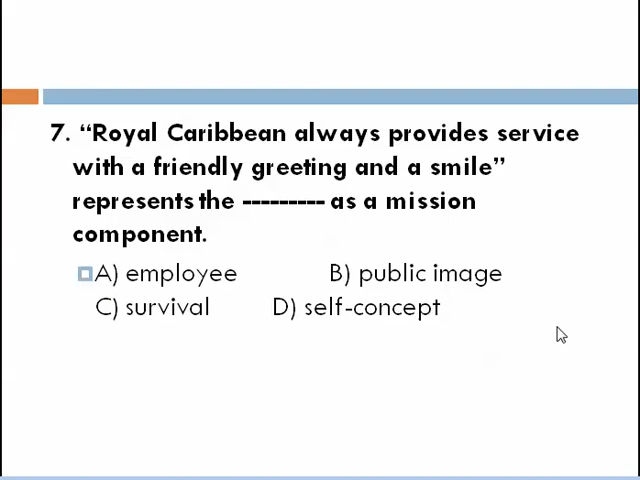 7. “Royal Caribbean always provides service
with a friendly greeting and a smile”
represents the --------- as a mission
component.
A) employee B) public image
C) survival D) self-concept